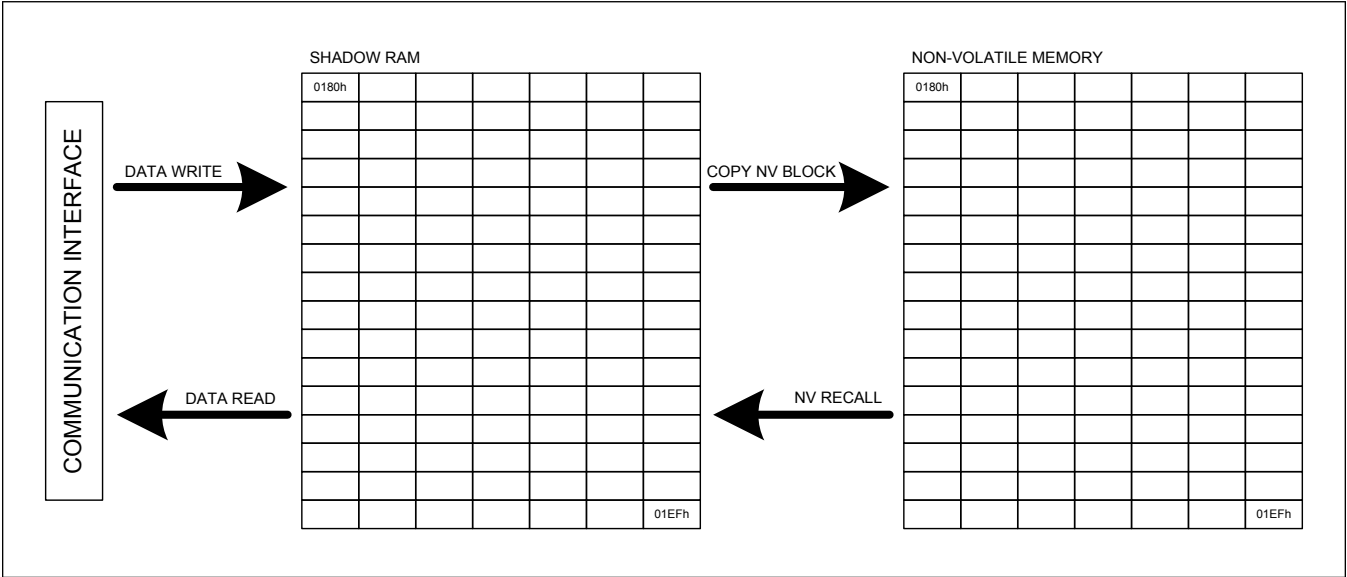 SHADOW RAM
NON-VOLATILE MEMORY
0180h
0180h
COMMUNICATION INTERFACE
DATA WRITE
COPY NV BLOCK
DATA READ
NV RECALL
01EFh
01EFh